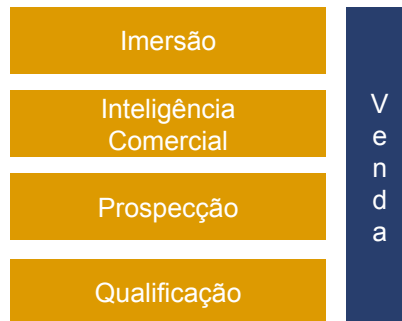 Imersão
Inteligência
Comercial
Prospecção
Qualificação
V
e
n
d
a